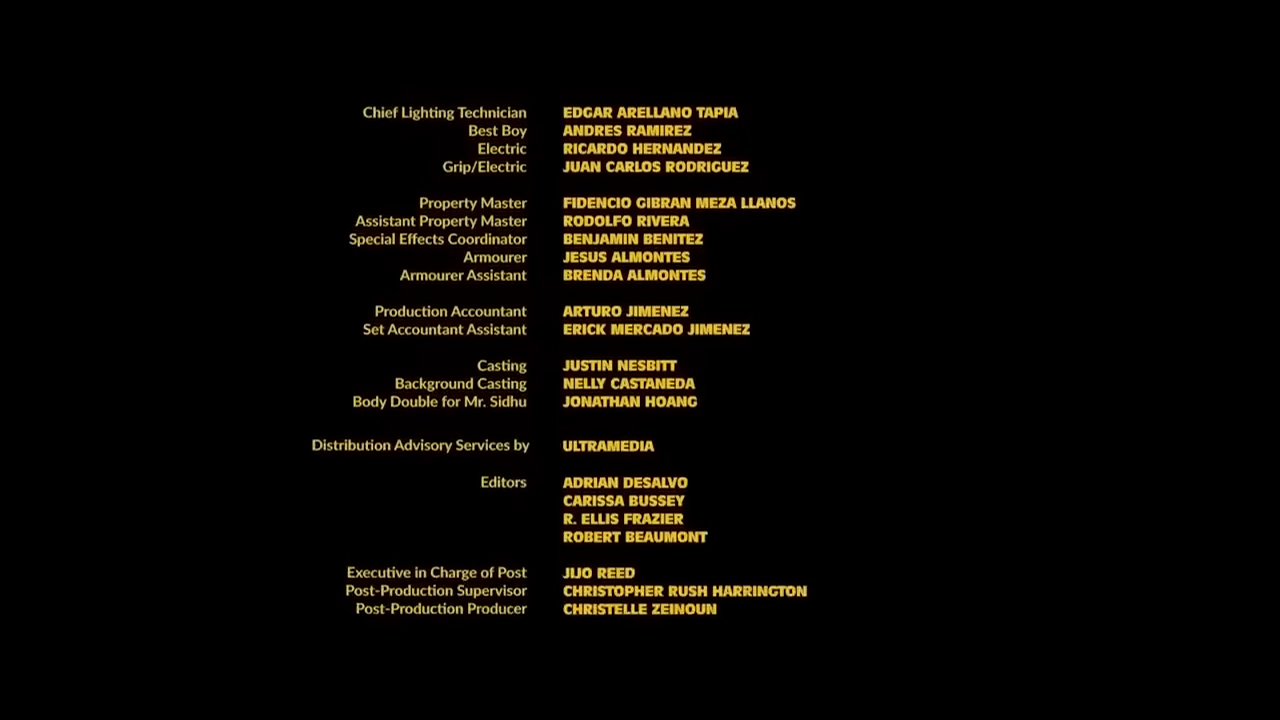 Chief Lighting Technician EDGAR ARELLANO TAPIA
Best Boy ANDRES RAMIREZ
Electric RICARDO HERNANDEZ
Grip/Electric JUAN CARLOS RODRIGUEZ
Property Master FIDENCIO GIBRAN MEZA LLANOS
Assistant Property Master RODOLFO RIVERA
Special Effects Coordinator BENJAMIN BENITEZ
Armourer JESUS ALMONTES
Armourer Assistant BRENDA ALMONTES
Production Accountant ARTURO JIMENEZ
Set Accountant Assistant ERICK MERCADO JIMENEZ
Casting JUSTIN NESBITT
Background Casting NELLY CASTANEDA
Body Double for Mr. Sidhu JONATHAN HOANG
Distribution Advisory Services by ULTRAMEDIA
Editors ADRIAN DESALVO
CARISSA BUSSEY
R. ELLIS FRAZIER
ROBERT BEAUMONT
Executive in Charge of Post JIJO REED
Post-Production Supervisor CHRISTOPHER RUSH HARRINGTON
Post-Production Producer CHRISTELLE ZEINOUN